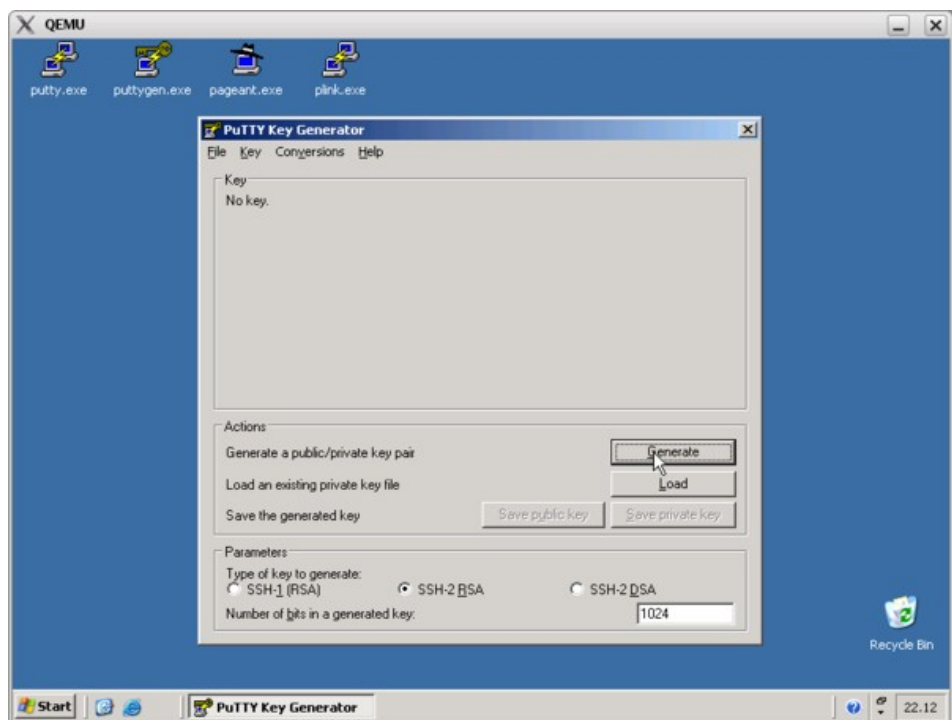 QEMU
putty.exe puttygen.exe pageant.exe plink.exe
PuTTY Key Generator
File Key Conversions Help
Key
No key.
Actions
Generate a public/private key pair Generate
Load an existing private key file Load
Save the generated key Save public key Save private key
Parameters
Type of key to generate:
SSH-1 (RSA) SSH-2 RSA SSH-2 DSA
Number of bits in a generated key: 1024
Recycle Bin
Start PuTTY Key Generator 22.12